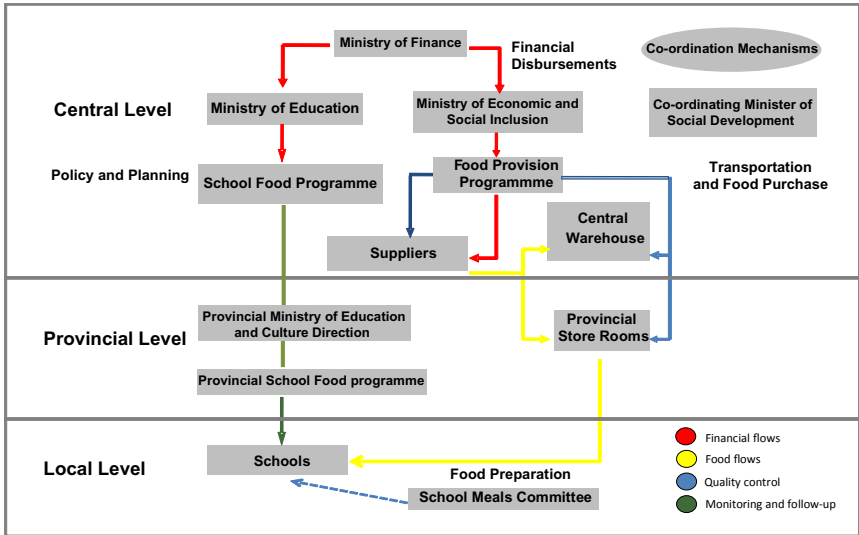 Ministry of Finance
Financial
Disbursements
Co-ordination Mechanisms
Central Level
Ministry of Education
Ministry of Economic and
Social Inclusion
Co-ordinating Minister of
Social Development
Policy and Planning
School Food Programme
Food Provision
Programmme
Transportation
and Food Purchase
Central
Warehouse
Suppliers
Provincial Level
Provincial Ministry of Education
and Culture Direction
Provincial
Store Rooms
Provincial School Food programme
Local Level
Schools
Food Preparation
School Meals Committee
Financial flows
Food flows
Quality control
Monitoring and follow-up